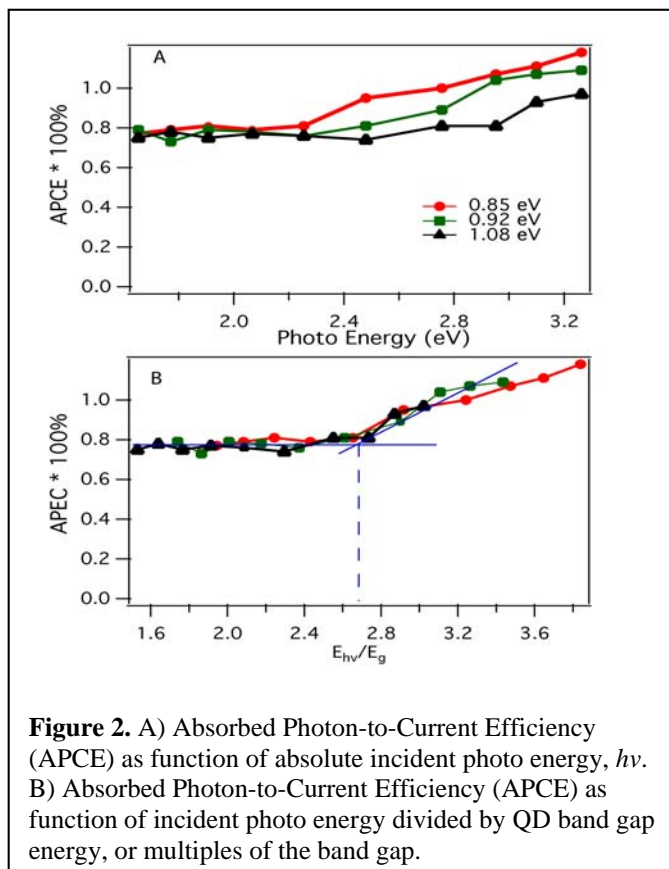 A
APCE * 100%
1.0
0.8
0.6
0.4
0.2
0.0
0.85 eV
0.92 eV
1.08 eV
2.0
2.4
2.8
3.2
Photo Energy (eV)
B
APEC * 100%
1.0
0.8
0.6
0.4
0.2
0.0
1.6
2.0
2.4
2.8
3.2
3.6
Ehv/Eg
Figure 2. A) Absorbed Photon-to-Current Efficiency
(APCE) as function of absolute incident photo energy, hv.
B) Absorbed Photon-to-Current Efficiency (APCE) as
function of incident photo energy divided by QD band gap
energy, or multiples of the band gap.